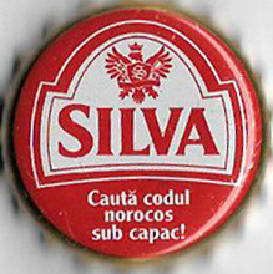 SILVA
Caută codul
norocos
sub capac!